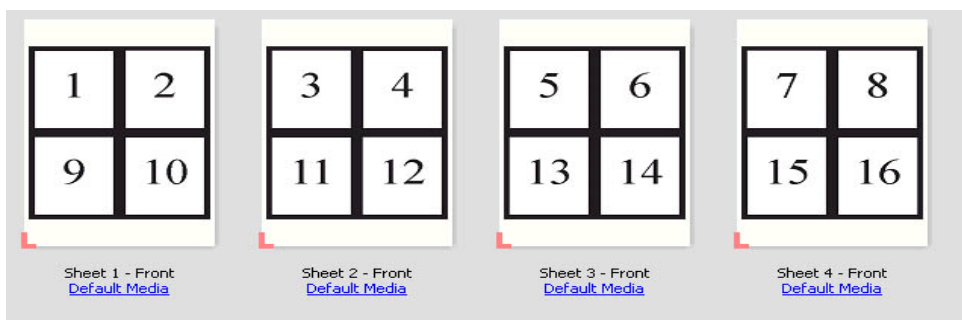 1 2 3 4 5 6 7 8
9 10 11 12 13 14 15 16
Sheet 1 - Front Sheet 2 - Front Sheet 3 - Front Sheet 4 - Front
Default Media Default Media Default Media Default Media